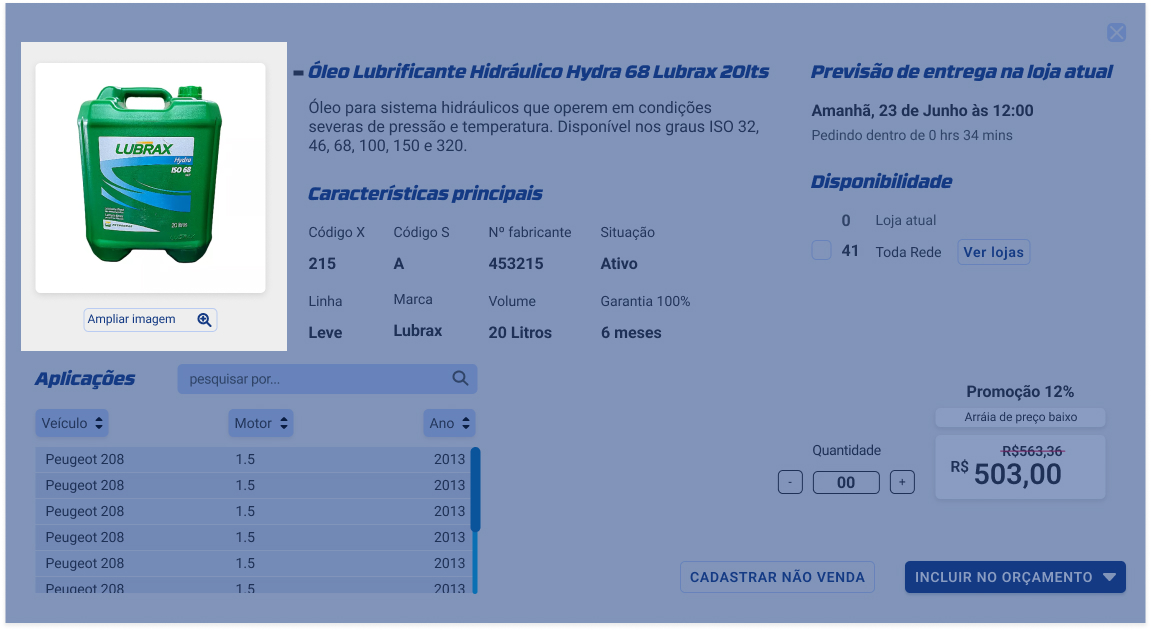 LUBRAX
Hydra
ISO 68
20 litros
Ampliar imagem
Óleo Lubrificante Hidráulico Hydra 68 Lubrax 20lts
Óleo para sistema hidráulicos que operem em condições
severas de pressão e temperatura. Disponível nos graus ISO 32,
46, 68, 100, 150 e 320.
Características principais
Código X Código S Nº fabricante Situação
215 A 453215 Ativo
Linha Marca Volume Garantia 100%
Leve Lubrax 20 Litros 6 meses
Previsão de entrega na loja atual
Amanhã, 23 de Junho às 12:00
Pedindo dentro de 0 hrs 34 mins
Disponibilidade
0 Loja atual
41 Toda Rede Ver lojas
Aplicações pesquisar por...
Veículo Motor Ano
Peugeot 208 1.5 2013
Peugeot 208 1.5 2013
Peugeot 208 1.5 2013
Peugeot 208 1.5 2013
Peugeot 208 1.5 2013
Peugeot 208 1.5 2013
Quantidade
- 00 +
Promoção 12%
Arráia de preço baixo
R$563,36
R$ 503,00
CADASTRAR NÃO VENDA
INCLUIR NO ORÇAMENTO